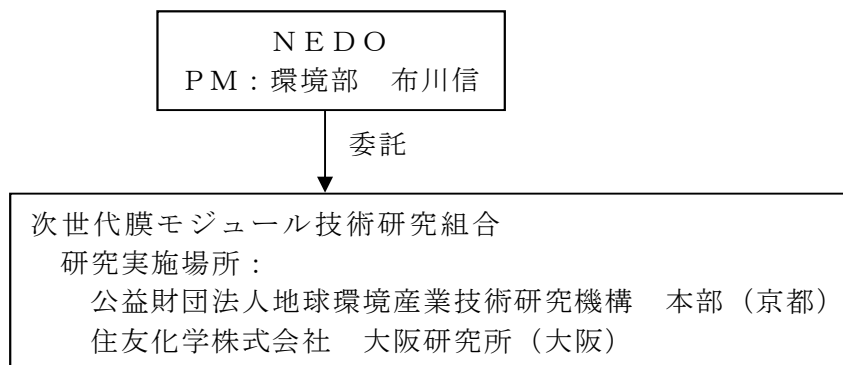 ＮＥＤＯ
ＰＭ：環境部　布川信
委託
次世代膜モジュール技術研究組合
研究実施場所：
公益財団法人地球環境産業技術研究機構　本部（京都）
住友化学株式会社　大阪研究所（大阪）